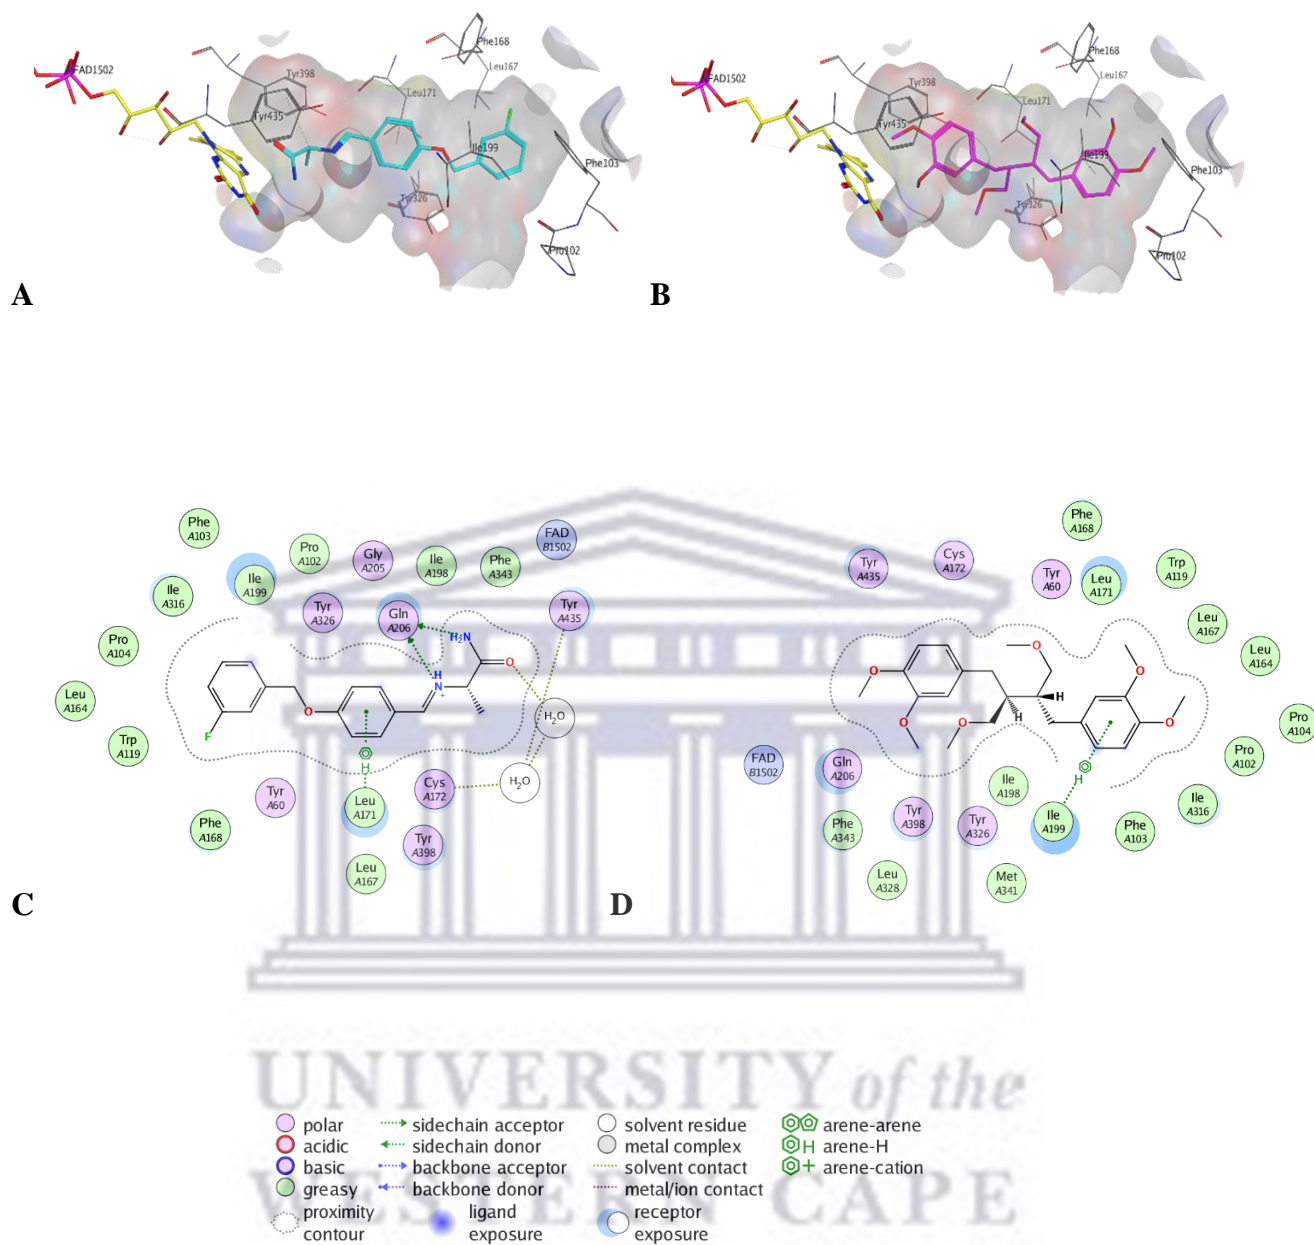 FAD1502
Tyr398
Tyr435
Leu171
Phe168
Leu167
Ile199
Phe103
Tyr326
Pro102
A
AFAD1502
Tyr398
Tyr435
Leu171
Phe168
Leu167
Ile199
Phe103
Tyr326
Pro102
B
Phe A103
Ile A316
Ile A199
Pro A102
Gly A205
Ile A198
Phe A343
FAD B1502
Tyr A326
Gln A206
Tyr A435
Pro A104
Leu A164
Trp A119
Tyr A60
Phe A168
Leu A171
Leu A167
Cys A172
Tyr A398
H₂N
O
H
N
+
O
F
H
H₂O
H₂O
C
Tyr A435
Cys A172
Phe A168
Tyr A60
Leu A171
Trp A119
Leu A167
Leu A164
Pro A104
Pro A102
Ile A316
Phe A103
Ile A199
Ile A198
Met A341
Tyr A326
Tyr A398
Leu A328
Phe A343
Gln A206
FAD B1502
O
O
O
O
O
O
H
H
H
D
UNIVERSITY of the
WESTERN CAPE
polar
acidic
basic
greasy
proximity
contour
sidechain acceptor
sidechain donor
backbone acceptor
backbone donor
ligand
exposure
solvent residue
metal complex
solvent contact
metal/ion contact
receptor
exposure
arene-arene
H arene-H
+ arene-cation